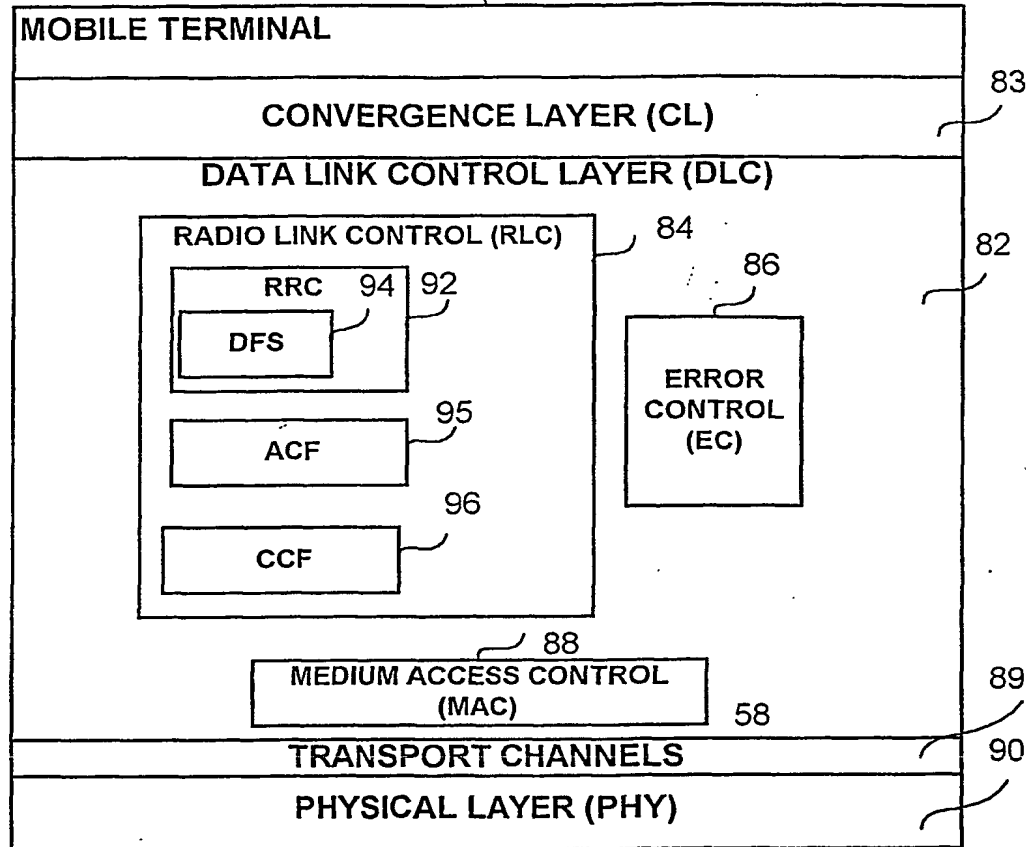 MOBILE TERMINAL
83
CONVERGENCE LAYER (CL)
DATA LINK CONTROL LAYER (DLC)
RADIO LINK CONTROL (RLC)
84
82
86
RRC
94
92
DFS
ERROR
CONTROL
(EC)
95
ACF
96
CCF
88
MEDIUM ACCESS CONTROL
(MAC)
58
89
TRANSPORT CHANNELS
90
PHYSICAL LAYER (PHY)